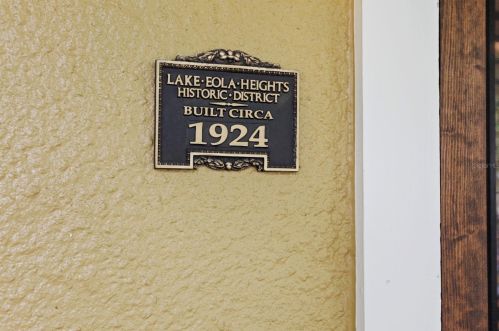 LAKE·EOLA·HEIGHTS
HISTORIC·DISTRICT
BUILT CIRCA
1924